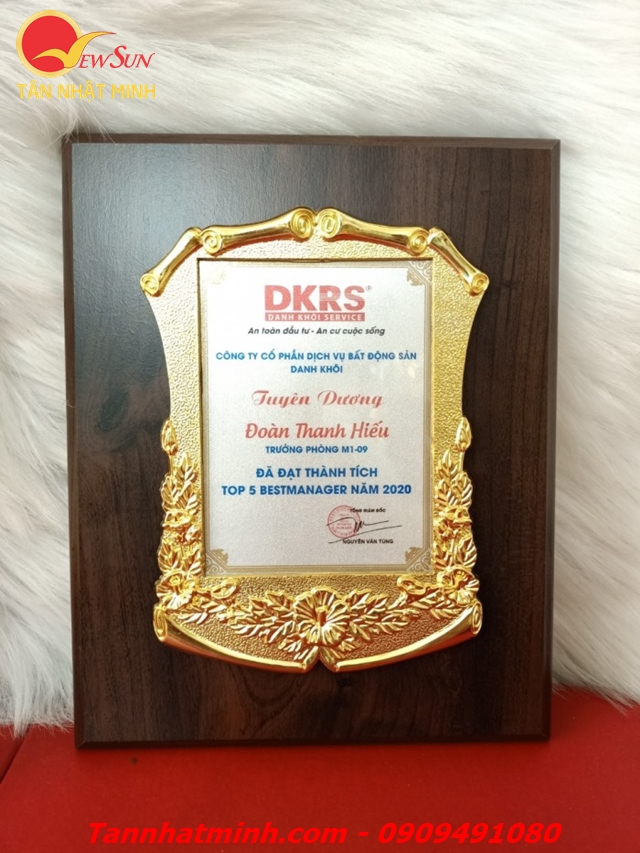 NEWSUN
TÂN NHẬT MINH
DKRS®
DANH KHÔI SERVICE
An toàn đầu tư - An cư cuộc sống
CÔNG TY CỔ PHẦN DỊCH VỤ BẤT ĐỘNG SẢN
DANH KHÔI
Tuyên Dương
Đoàn Thanh Hiếu
TRƯỞNG PHÒNG M1-09
ĐÃ ĐẠT THÀNH TÍCH
TOP 5 BESTMANAGER NĂM 2020
TỔNG GIÁM ĐỐC
NGUYỄN VĂN TÙNG
Tannhatminh.com - 0909491080